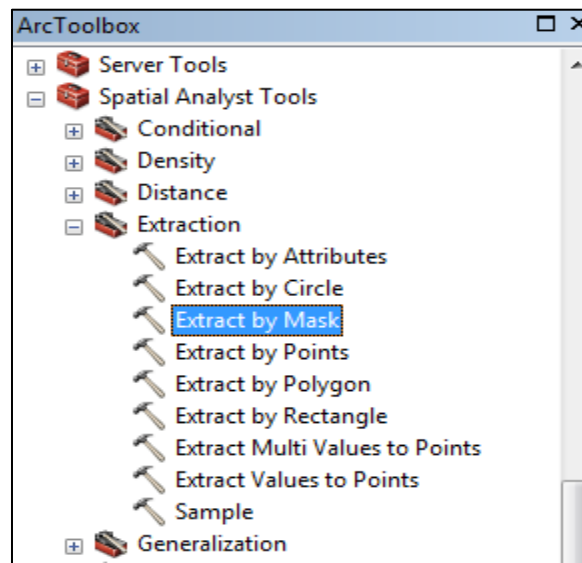 ArcToolbox
Server Tools
Spatial Analyst Tools
Conditional
Density
Distance
Extraction
Extract by Attributes
Extract by Circle
Extract by Mask
Extract by Points
Extract by Polygon
Extract by Rectangle
Extract Multi Values to Points
Extract Values to Points
Sample
Generalization